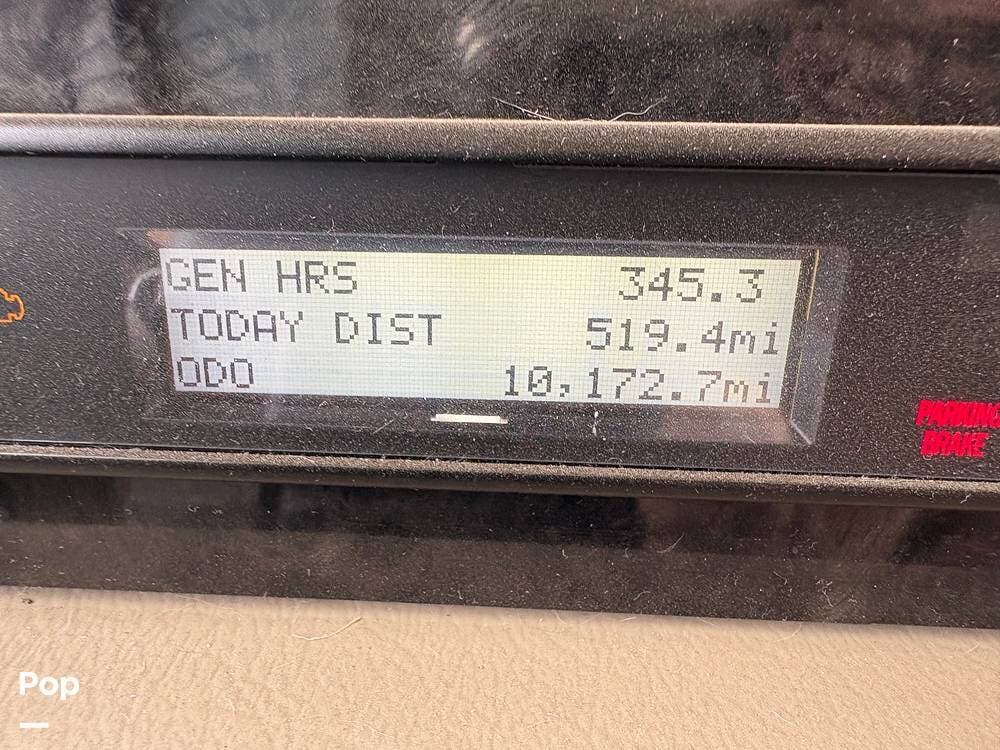 GEN HRS 345.3
TODAY DIST 519.4mi
ODO 10,172.7mi
PARKING
BRAKE
Pop